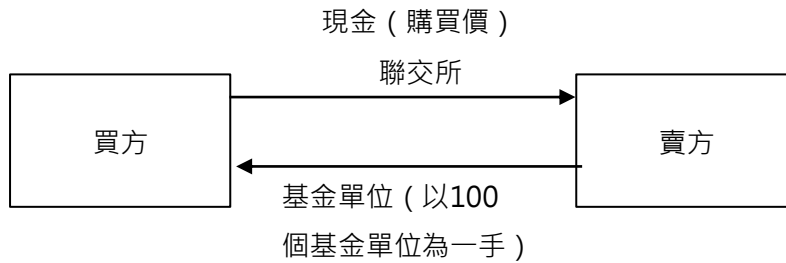 現金（購買價）
聯交所
買方
賣方
基金單位（以100
個基金單位為一手）